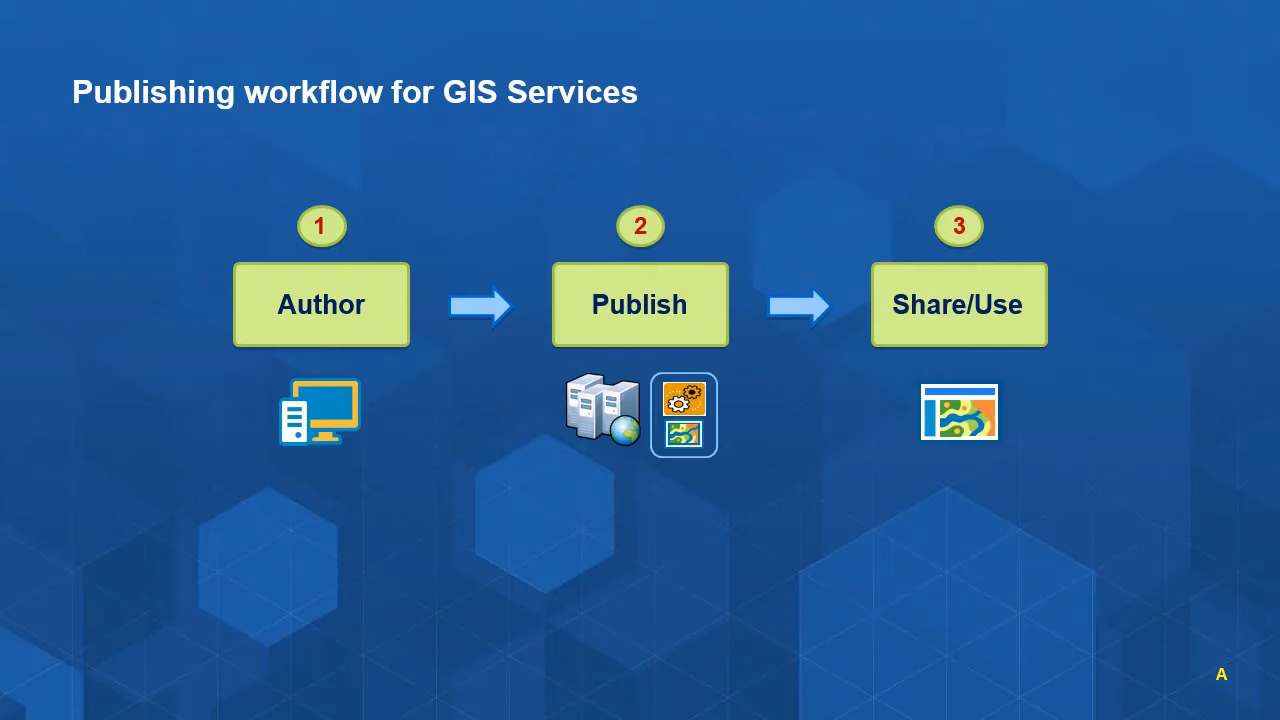 Publishing workflow for GIS Services
1
2
3
Author
Publish
Share/Use
A